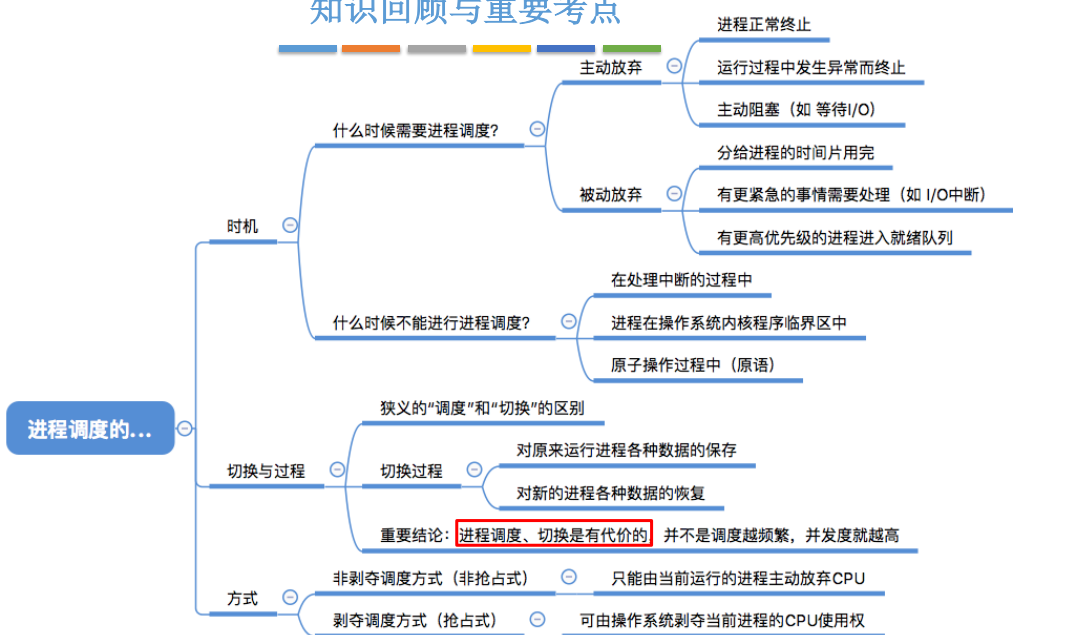 知识回顾与重要考点
进程正常终止
主动放弃
运行过程中发生异常而终止
主动阻塞（如 等待I/O）
什么时候需要进程调度？
分给进程的时间片用完
被动放弃
有更紧急的事情需要处理（如 I/O中断）
有更高优先级的进程进入就绪队列
时机
在处理中断的过程中
什么时候不能进行进程调度？
进程在操作系统内核程序临界区中
原子操作过程中（原语）
进程调度的...
狭义的“调度”和“切换”的区别
切换与过程
切换过程
对原来运行进程各种数据的保存
对新的进程各种数据的恢复
重要结论：进程调度、切换是有代价的，并不是调度越频繁，并发度就越高
方式
非剥夺调度方式（非抢占式）
只能由当前运行的进程主动放弃CPU
剥夺调度方式（抢占式）
可由操作系统剥夺当前进程的CPU使用权